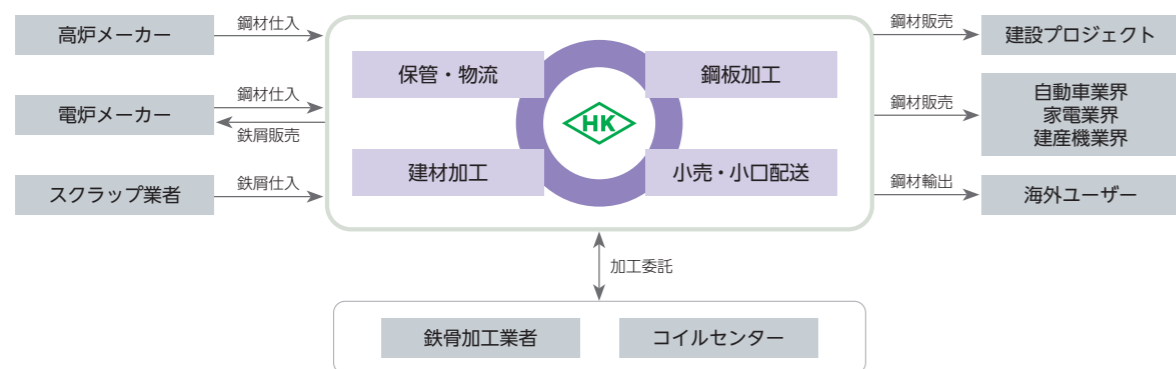 高炉メーカー
鋼材仕入
電炉メーカー
鋼材仕入
鉄屑販売
スクラップ業者
鉄屑仕入
保管・物流
鋼板加工
HK
建材加工
小売・小口配送
鋼材販売
建設プロジェクト
鋼材販売
自動車業界
家電業界
建産機業界
鋼材輸出
海外ユーザー
加工委託
鉄骨加工業者
コイルセンター